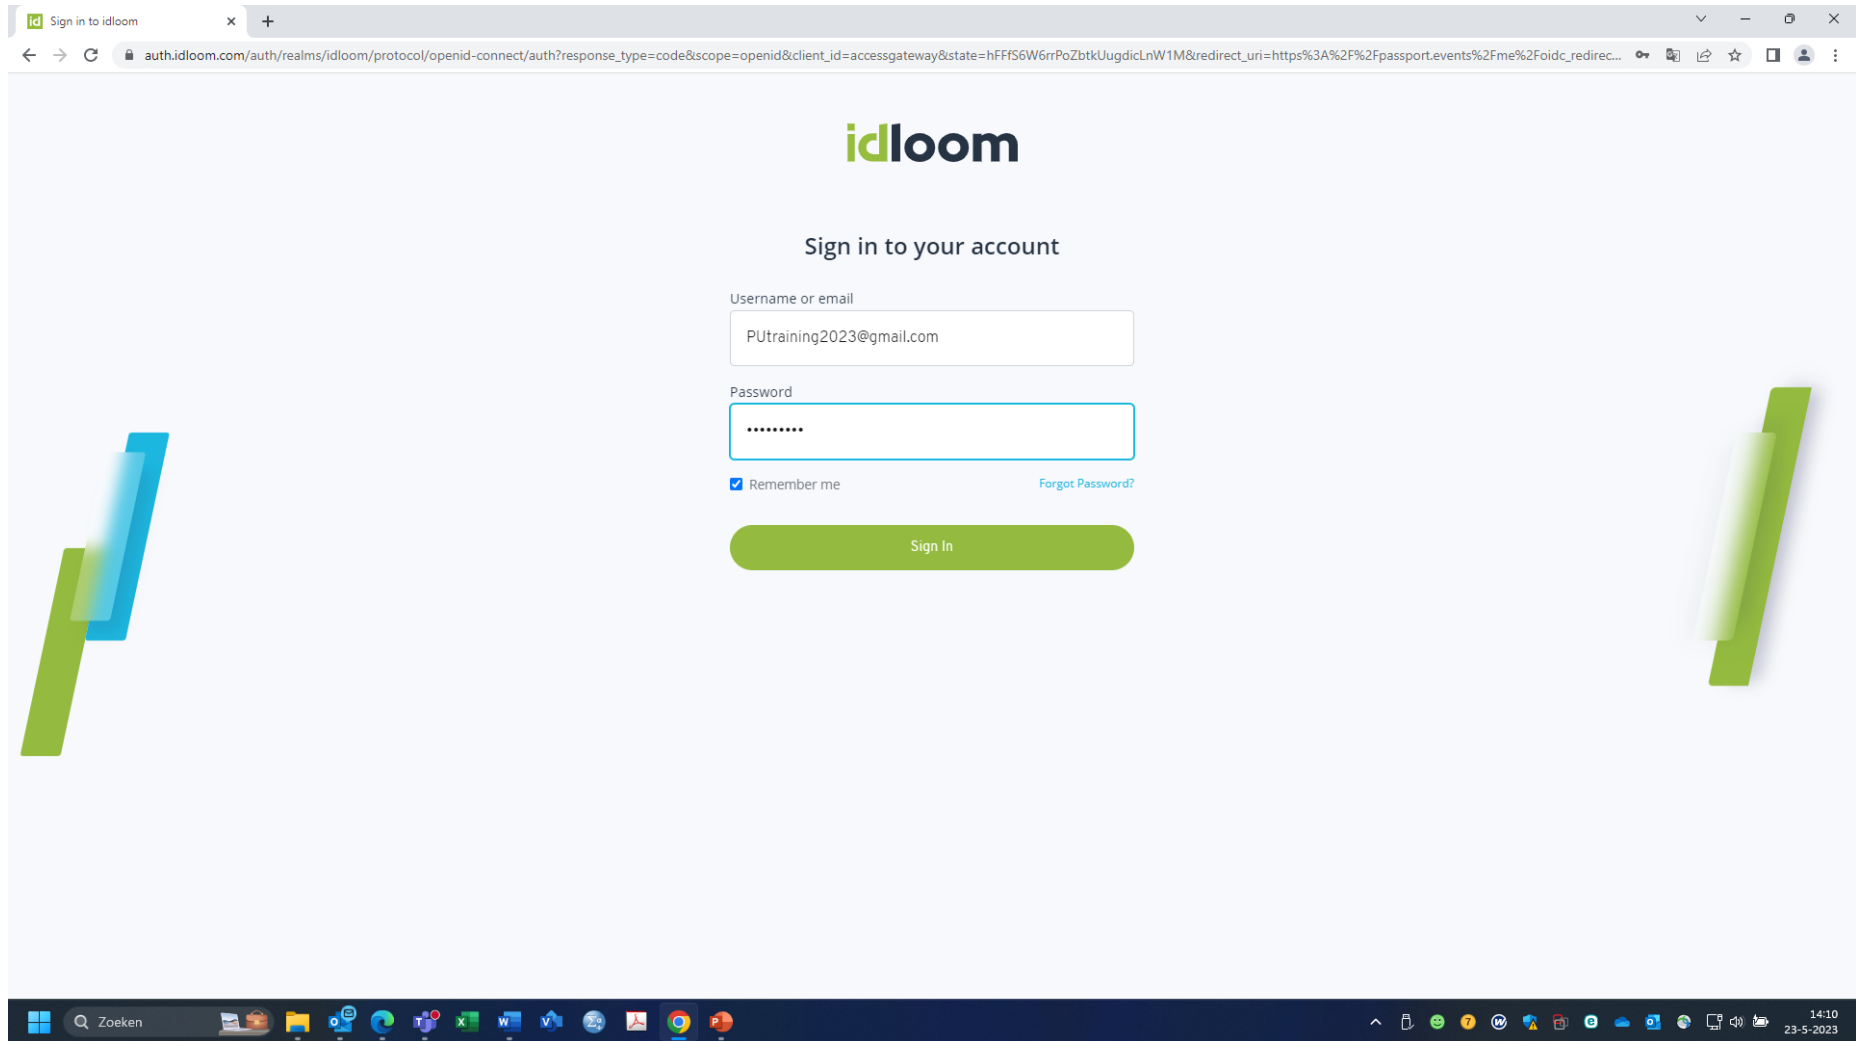 Sign in to idloom
auth.idloom.com/auth/realms/idloom/protocol/openid-connect/auth?response_type=code&scope=openid&client_id=accessgateway&state=hFFfS6W6rrPoZbtkUugdicLnW1M&redirect_uri=https%3A%2F%2Fpassport.events%2Fme%2Foidc_redirec...
idloom
Sign in to your account
Username or email
PUtraining2023@gmail.com
Password
•••••••••
Remember me
Forgot Password?
Sign In
Zoeken
14:10
23-5-2023